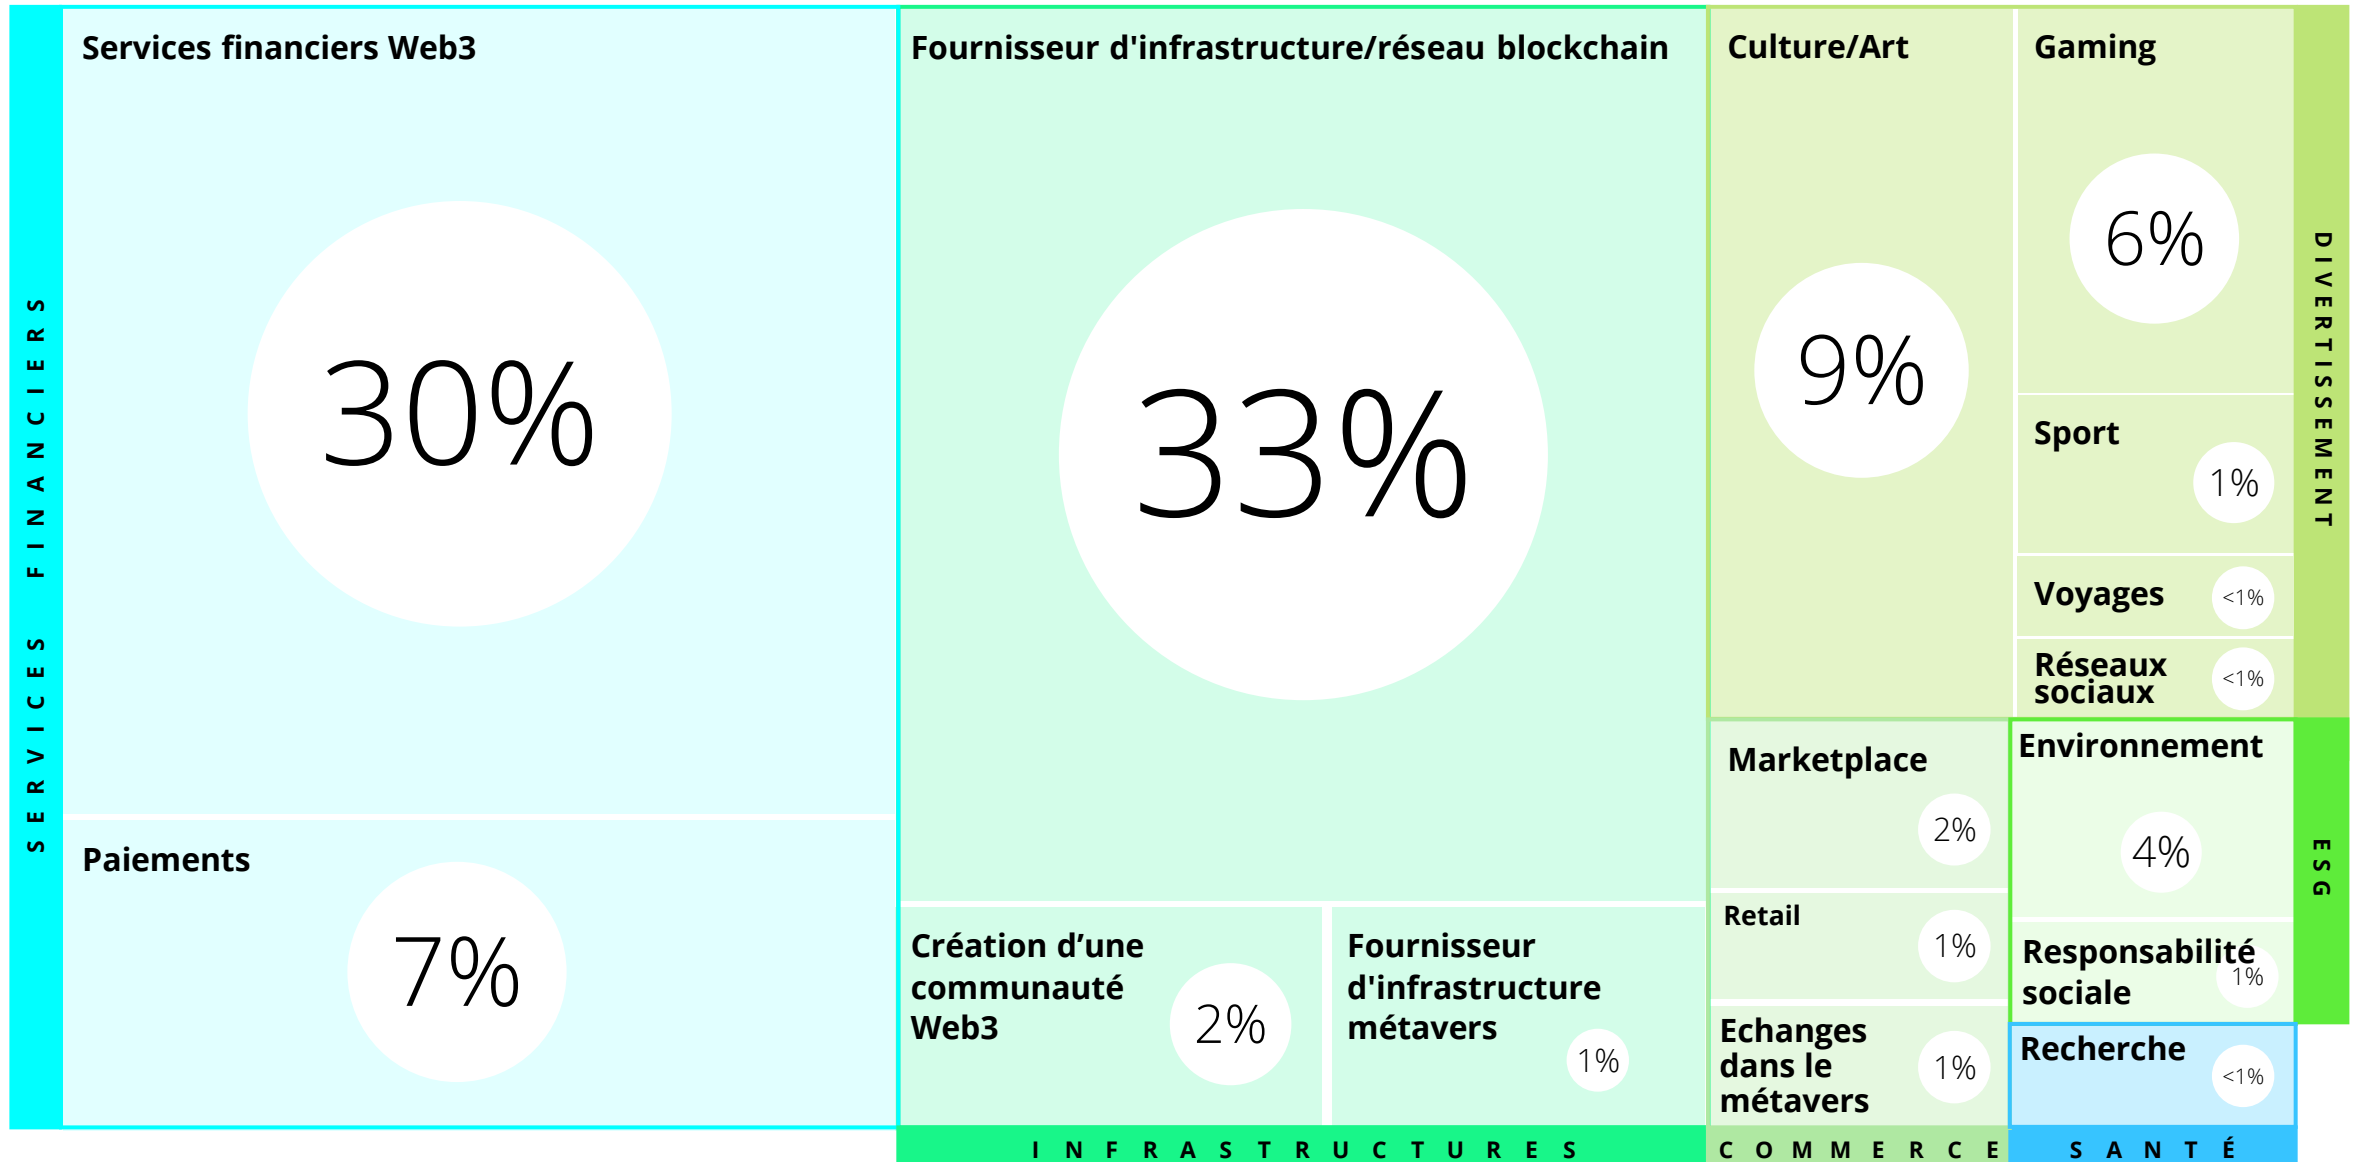 SERVICES FINANCIERS
Services financiers Web3
30%
Paiements
7%
Fournisseur d'infrastructure/réseau blockchain
33%
Création d’une
communauté
Web3
2%
Fournisseur
d'infrastructure
métavers
1%
INFRASTRUCTURES
Culture/Art
9%
Gaming
6%
Sport
1%
Voyages
<1%
Réseaux
sociaux
<1%
DIVERTISSEMENT
Marketplace
2%
Retail
1%
Echanges
dans le
métavers
1%
COMMERCE
Environnement
4%
Responsabilité
sociale
1%
ESG
Recherche
<1%
SANTÉ